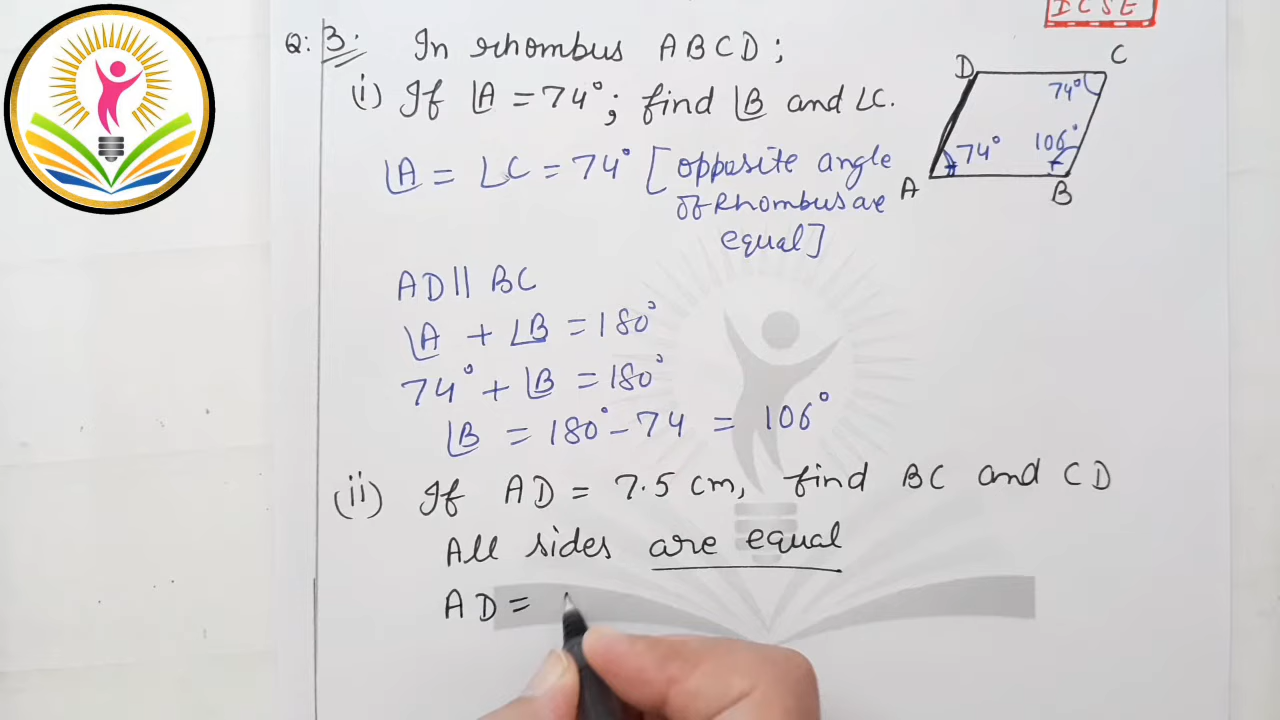 ICSE
Q: 3. In rhombus ABCD;
(i) If ∠A = 74°; find ∠B and ∠C.
∠A = ∠C = 74° [opposite angle
of Rhombus are
equal]
D
C
74°
74°
106°
A
B
AD || BC
∠A + ∠B = 180°
74° + ∠B = 180°
∠B = 180° - 74 = 106°
(ii) If AD = 7.5 cm, find BC and CD
All sides are equal
AD =